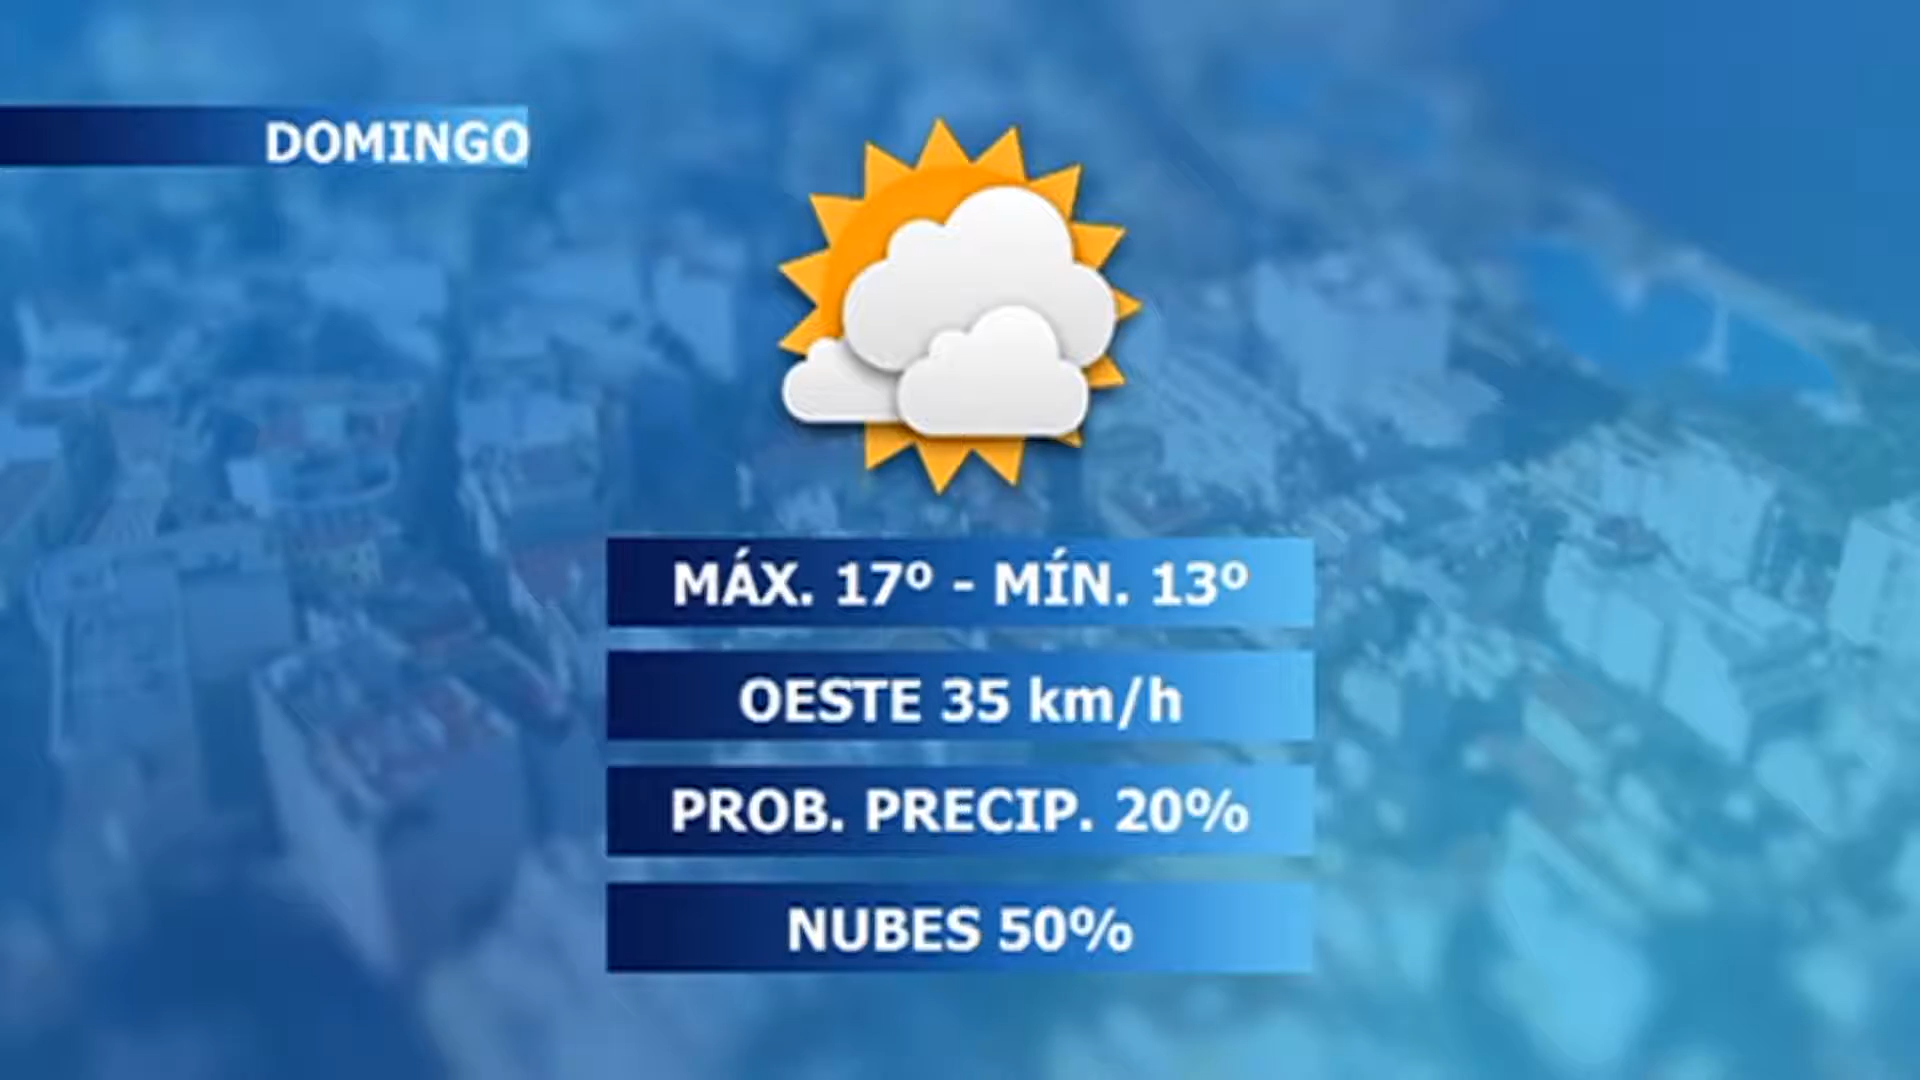 DOMINGO
MÁX. 17º - MÍN. 13º
OESTE 35 km/h
PROB. PRECIP. 20%
NUBES 50%